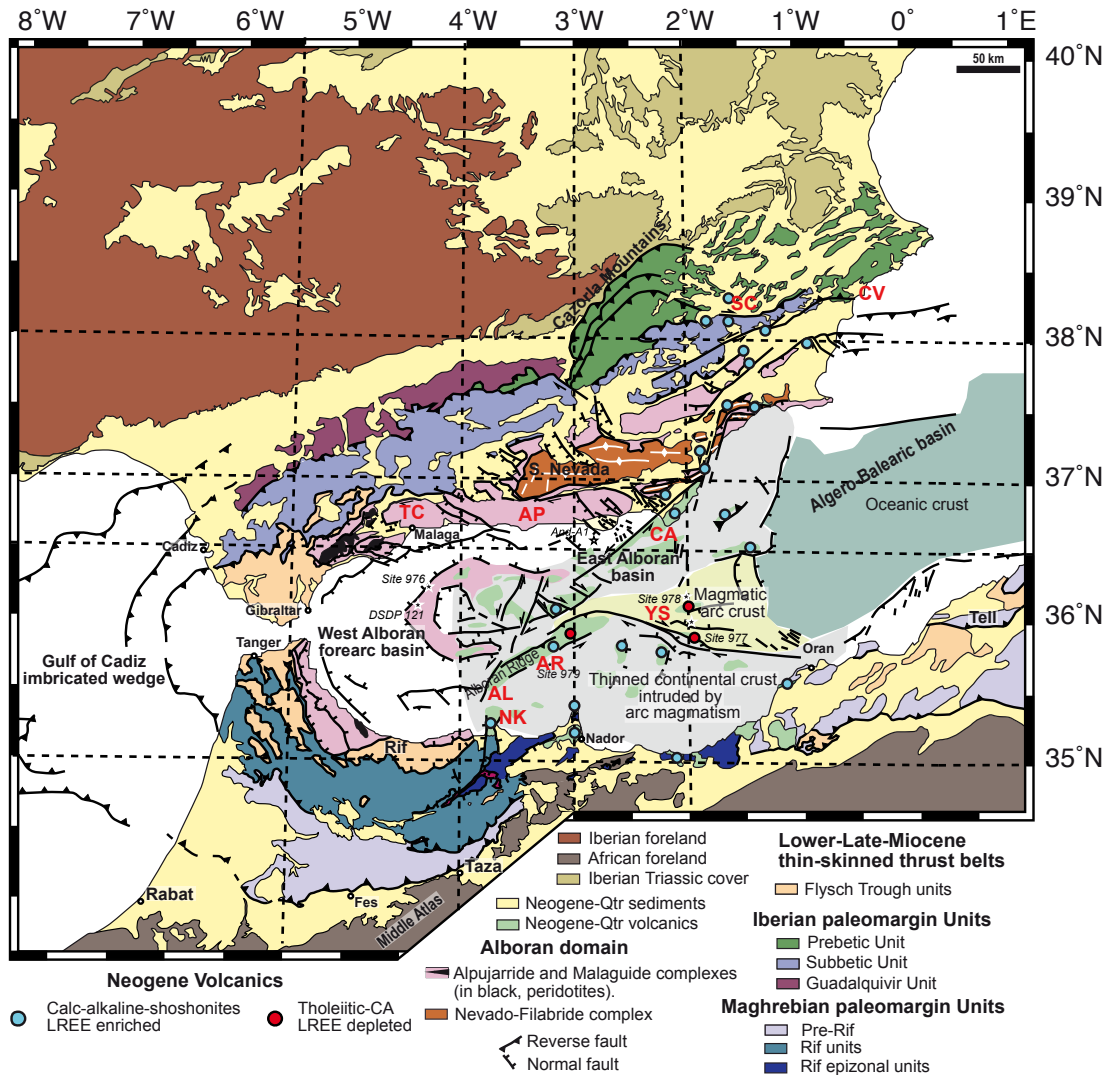 8°W 7°W 6°W 5°W 4°W 3°W 2°W 1°W 0° 1°E
40°N
50 km
39°N
Cazorla Mountains
SC
CV
38°N
Algero-Balearic basin
Oceanic crust
S. Nevada
37°N
TC
AP
Malaga
And-A1
CA
Cadiz
East Alboran
basin
Site 976
DSDP 121
Site 978
Magmatic
arc crust
YS
Gibraltar
36°N
Tell
Tanger
West Alboran
forearc basin
Site 977
Oran
Gulf of Cadiz
imbricated wedge
Alboran Ridge
AR
Site 979
Thinned continental crust
intruded by
arc magmatism
AL
NK
Nador
Rif
35°N
Taza
Rabat
Fes
Middle Atlas
Iberian foreland
African foreland
Iberian Triassic cover
Neogene-Qtr sediments
Neogene-Qtr volcanics
Lower-Late-Miocene
thin-skinned thrust belts
Flysch Trough units
Iberian paleomargin Units
Prebetic Unit
Subbetic Unit
Guadalquivir Unit
Alboran domain
Alpujarride and Malaguide complexes
(in black, peridotites).
Nevado-Filabride complex
Reverse fault
Normal fault
Maghrebian paleomargin Units
Pre-Rif
Rif units
Rif epizonal units
Neogene Volcanics
Calc-alkaline-shoshonites
LREE enriched
Tholeiitic-CA
LREE depleted